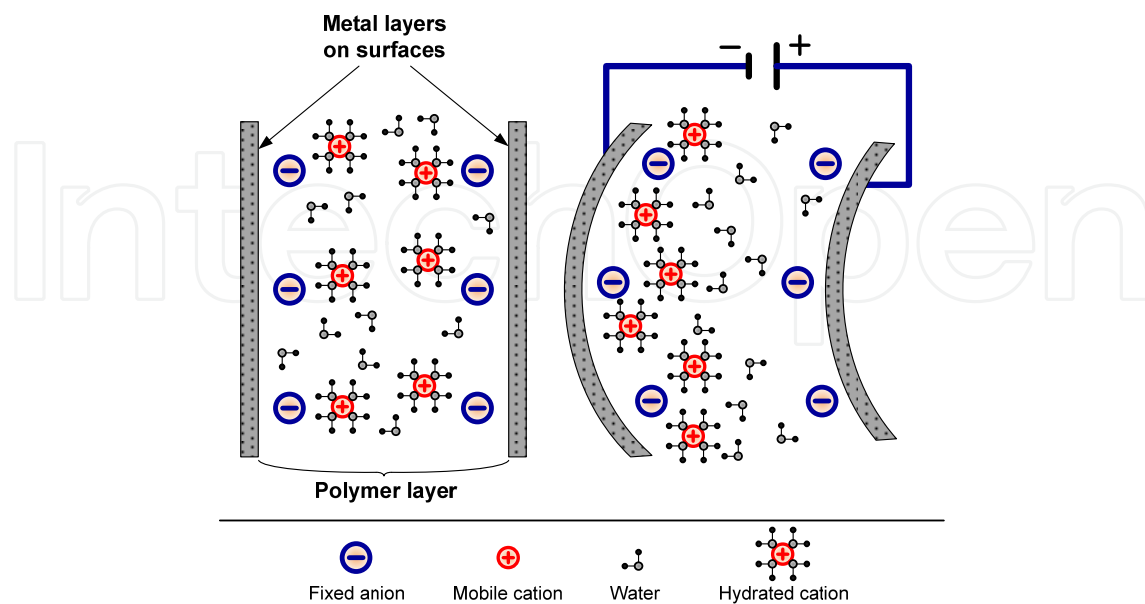 Metal layers
on surfaces
− +
IntechOpen
Polymer layer
Fixed anion
Mobile cation
Water
Hydrated cation